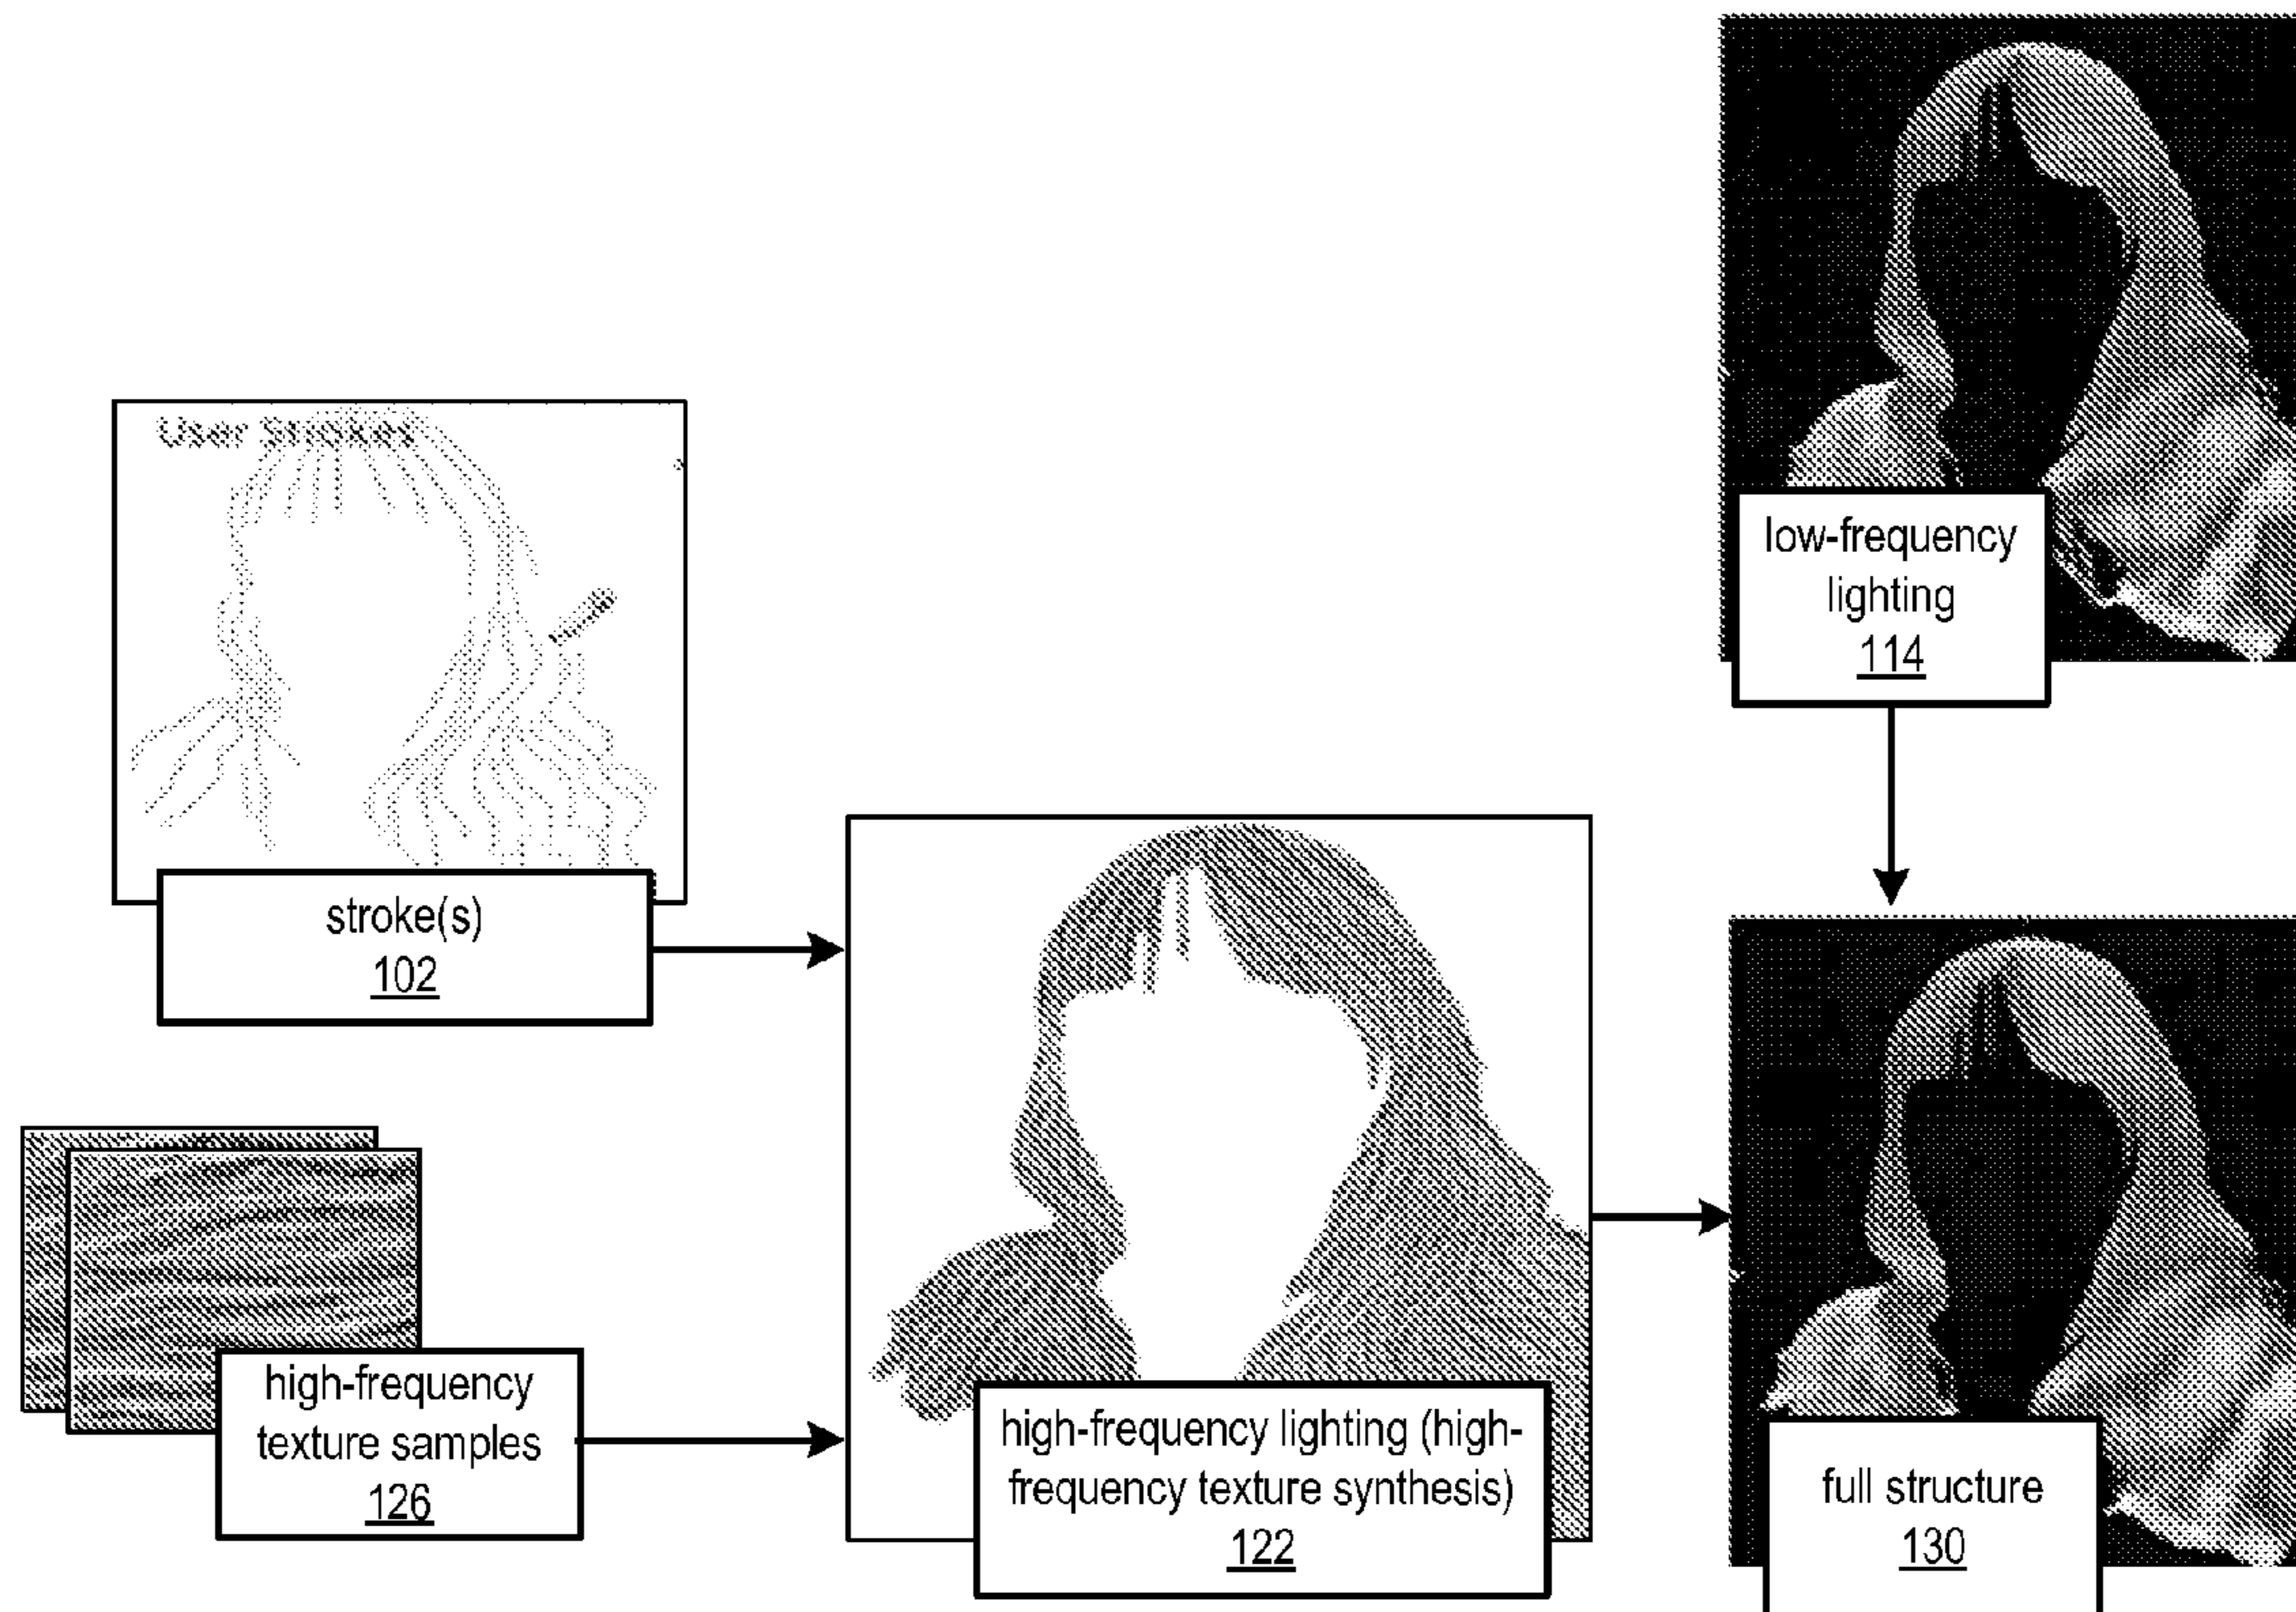 User Strokes
low-frequency
lighting
114
stroke(s)
102
high-frequency
texture samples
126
high-frequency lighting (high-
frequency texture synthesis)
122
full structure
130